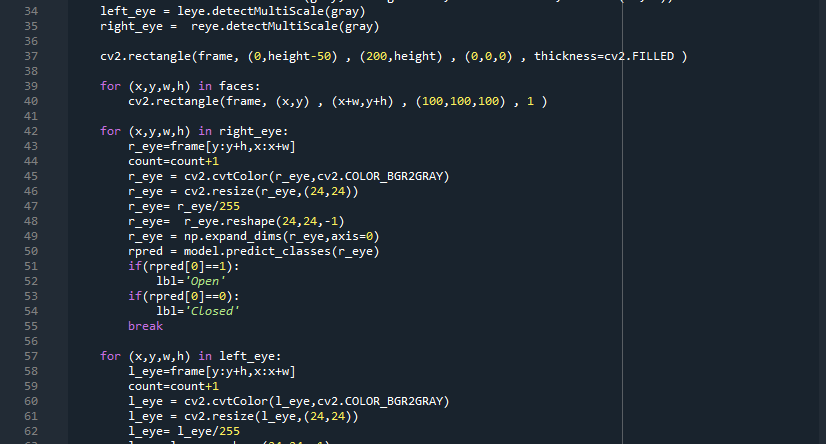 34 left_eye = leye.detectMultiScale(gray)
35 right_eye =  reye.detectMultiScale(gray)
36
37 cv2.rectangle(frame, (0,height-50) , (200,height) , (0,0,0) , thickness=cv2.FILLED )
38
39 for (x,y,w,h) in faces:
40     cv2.rectangle(frame, (x,y) , (x+w,y+h) , (100,100,100) , 1 )
41
42 for (x,y,w,h) in right_eye:
43     r_eye=frame[y:y+h,x:x+w]
44     count=count+1
45     r_eye = cv2.cvtColor(r_eye,cv2.COLOR_BGR2GRAY)
46     r_eye = cv2.resize(r_eye,(24,24))
47     r_eye= r_eye/255
48     r_eye=  r_eye.reshape(24,24,-1)
49     r_eye = np.expand_dims(r_eye,axis=0)
50     rpred = model.predict_classes(r_eye)
51     if(rpred[0]==1):
52         lbl='Open'
53     if(rpred[0]==0):
54         lbl='Closed'
55     break
56
57 for (x,y,w,h) in left_eye:
58     l_eye=frame[y:y+h,x:x+w]
59     count=count+1
60     l_eye = cv2.cvtColor(l_eye,cv2.COLOR_BGR2GRAY)
61     l_eye = cv2.resize(l_eye,(24,24))
62     l_eye= l_eye/255